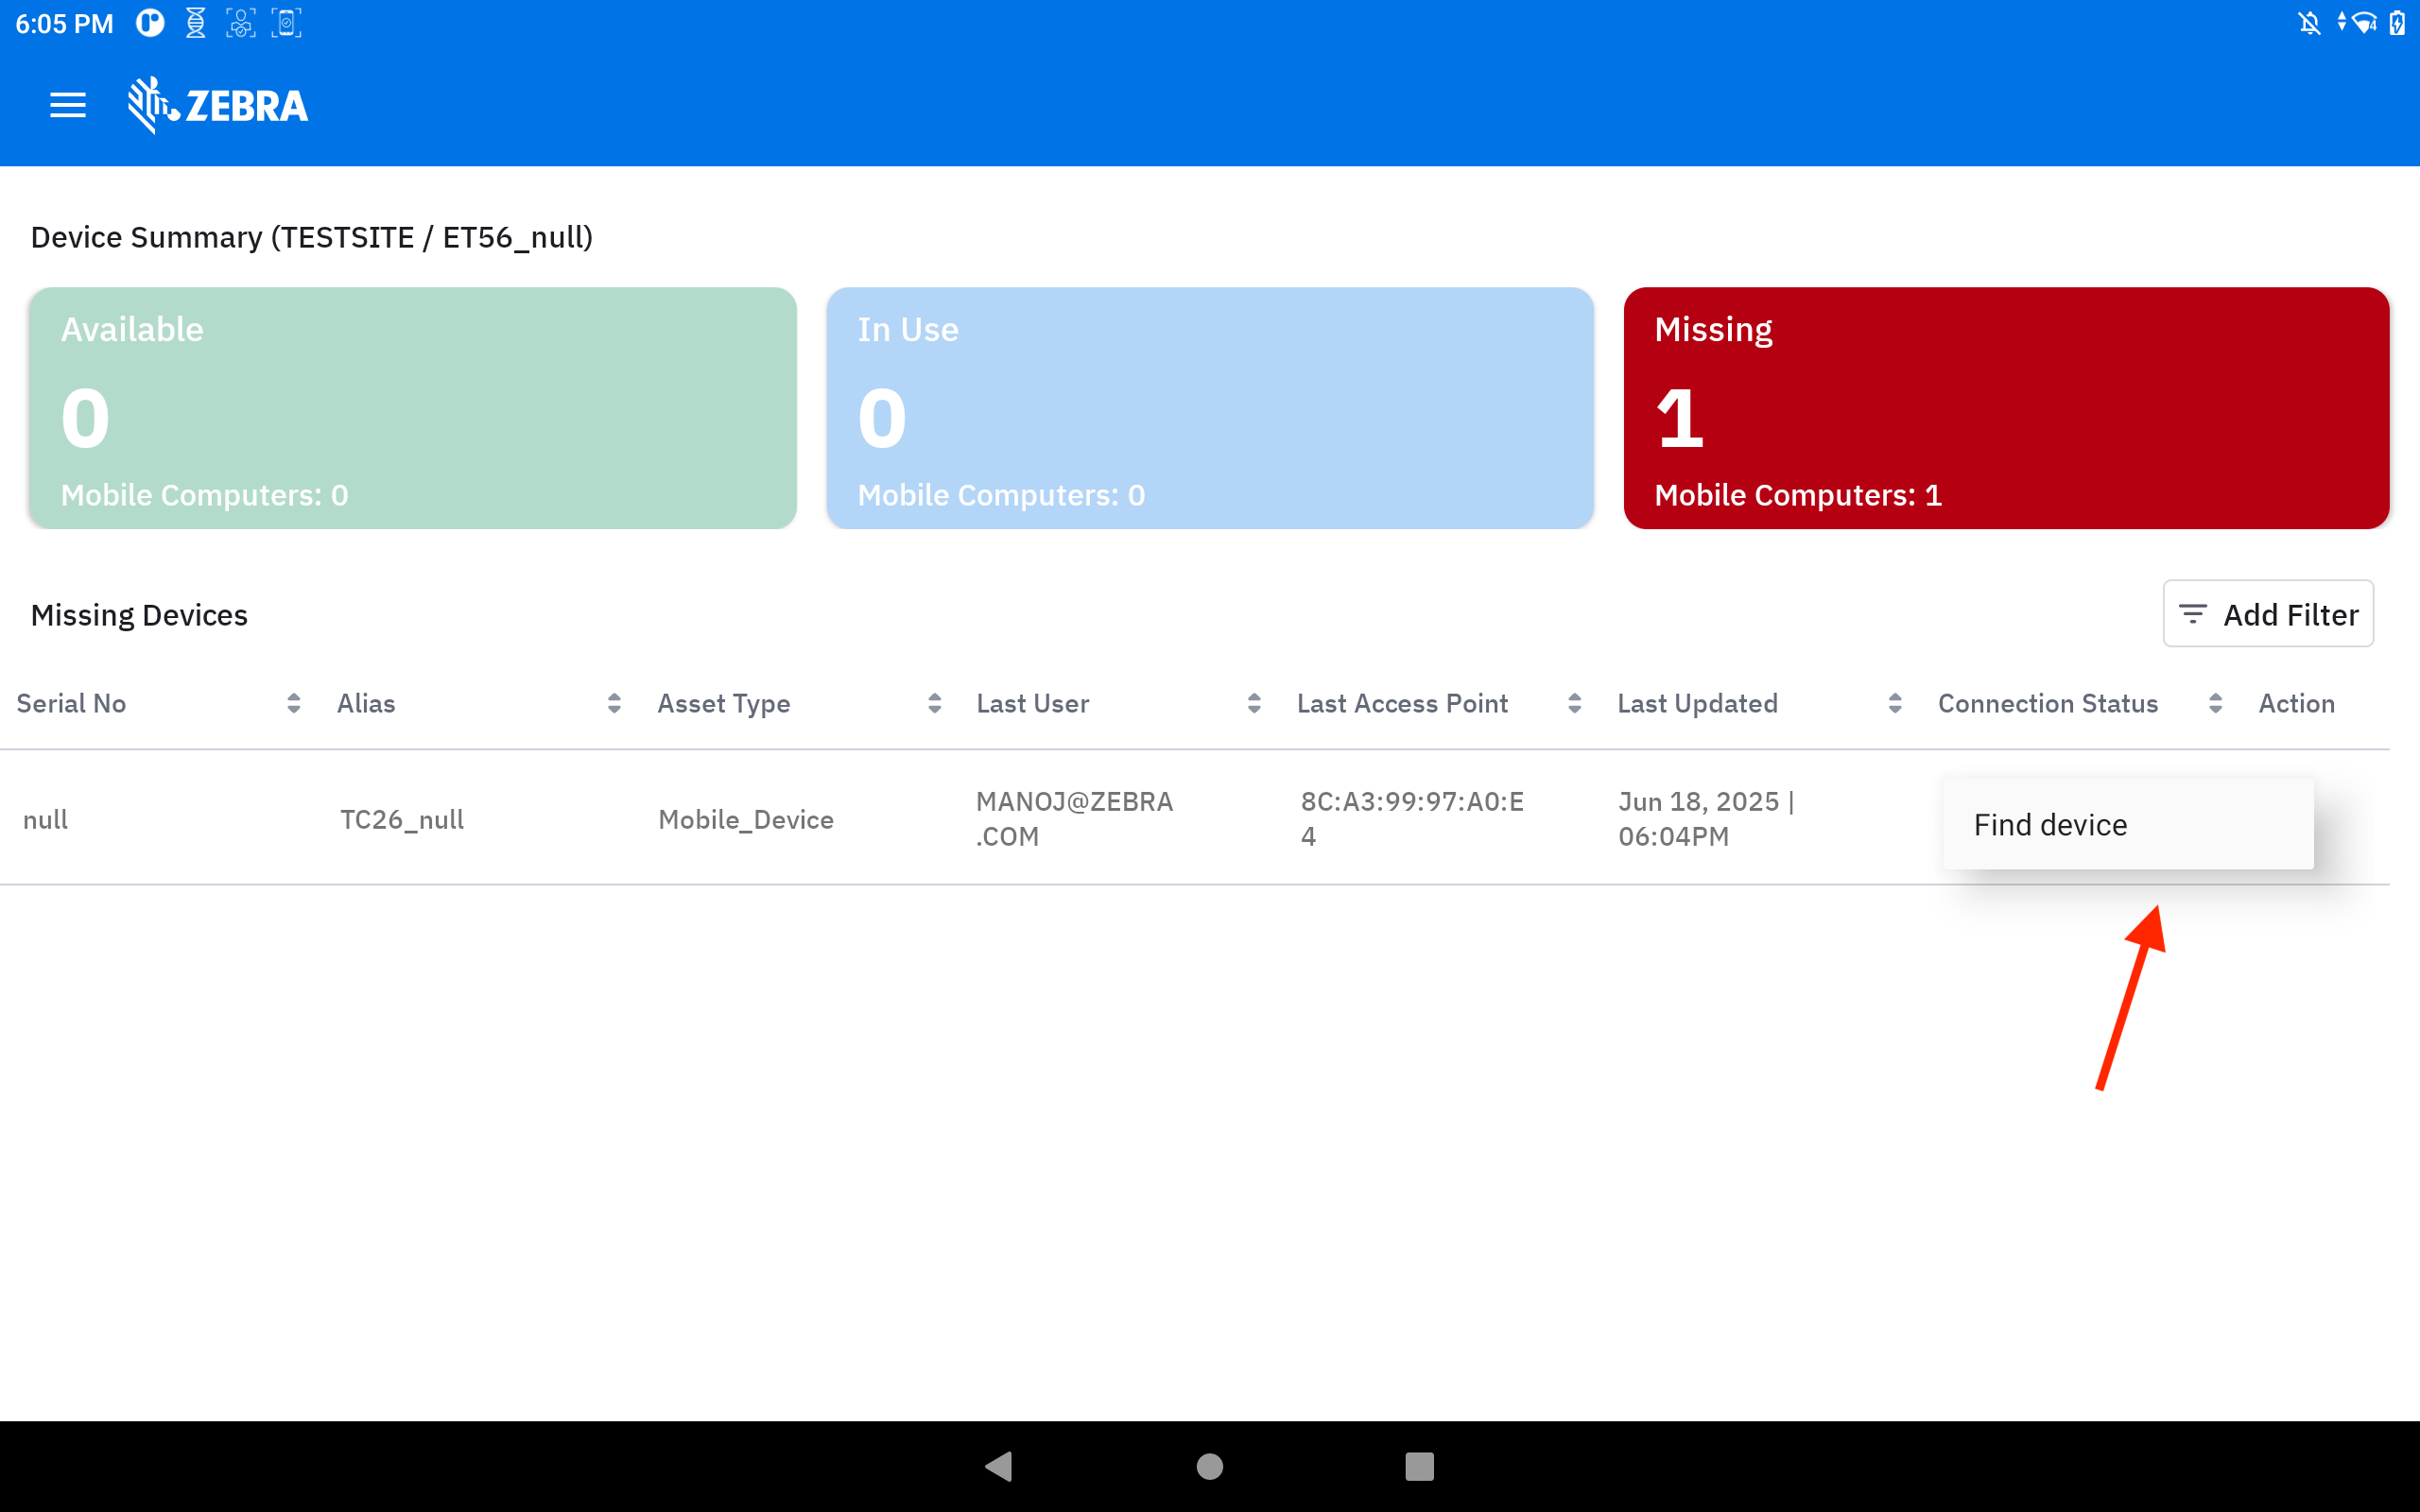 6:05 PM
ZEBRA
Device Summary (TESTSITE / ET56_null)
Available
0
Mobile Computers: 0
In Use
0
Mobile Computers: 0
Missing
1
Mobile Computers: 1
Missing Devices
Add Filter
Serial No Alias Asset Type Last User Last Access Point Last Updated Connection Status Action
null
TC26_null
Mobile_Device
MANOJ@ZEBRA
.COM
8C:A3:99:97:A0:E
4
Jun 18, 2025 |
06:04PM
Find device